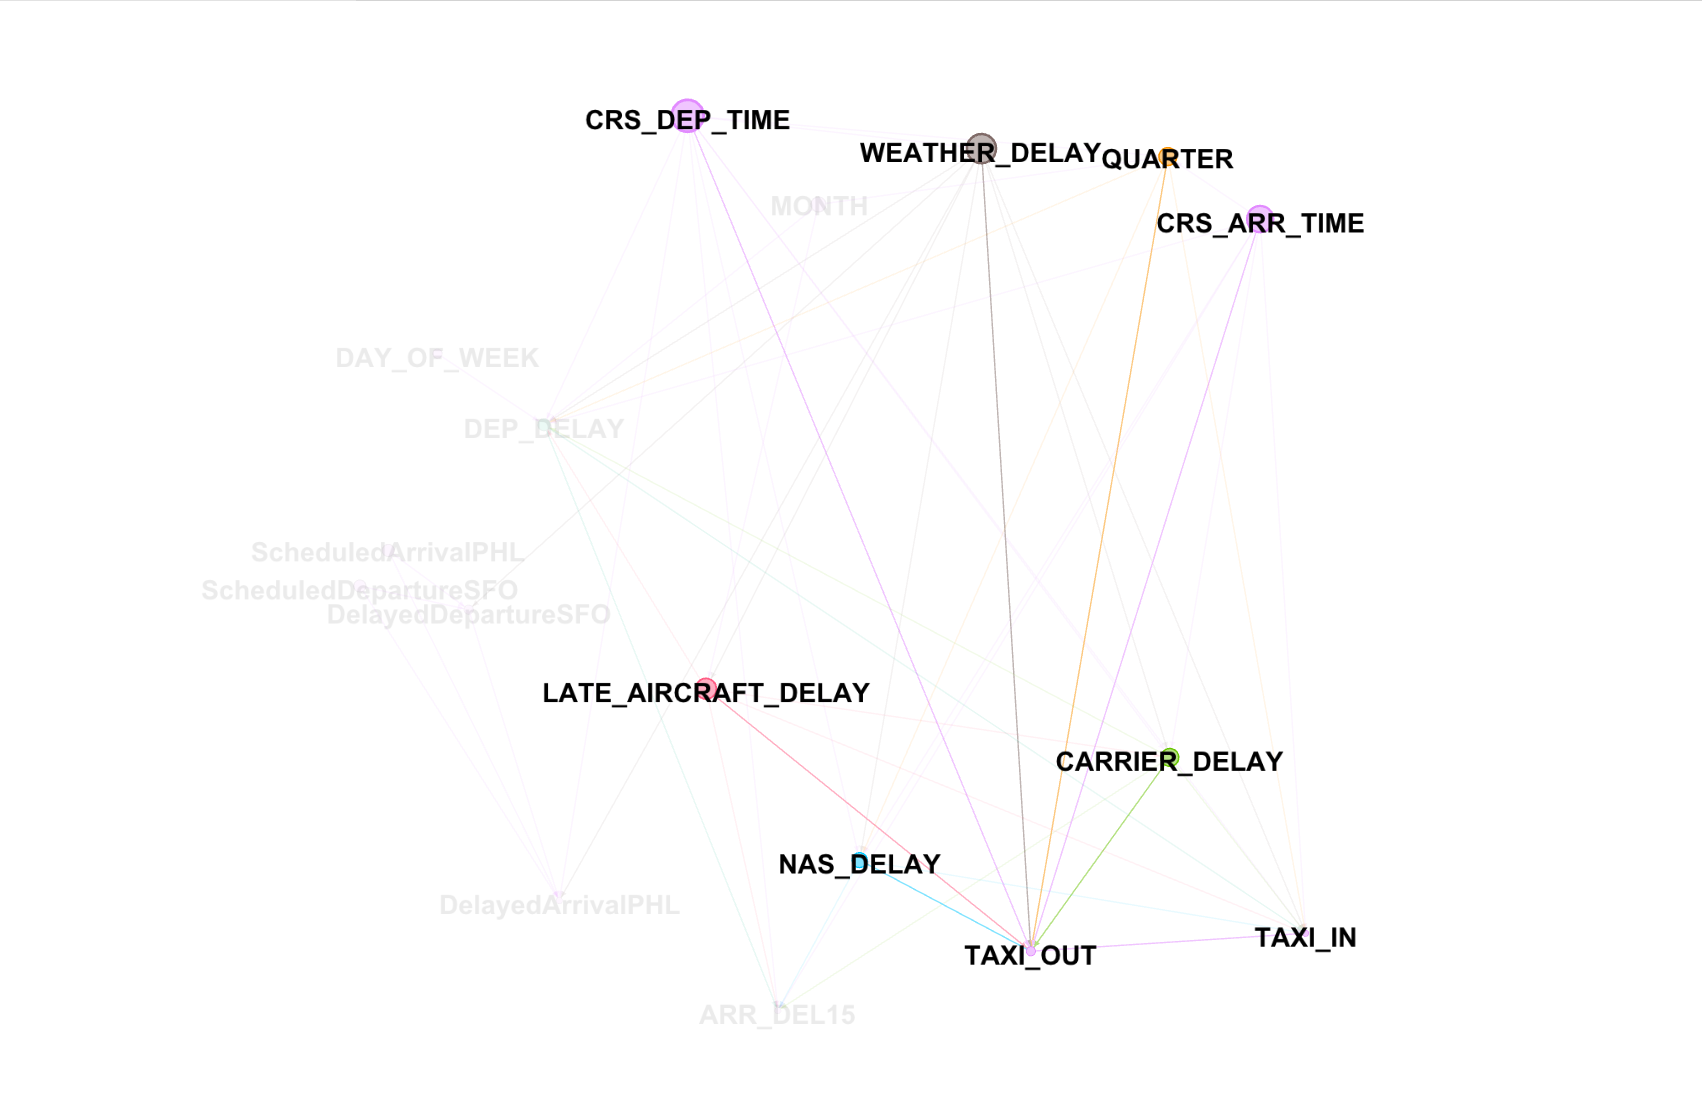 CRS_DEP_TIME
WEATHER_DELAY
QUARTER
MONTH
CRS_ARR_TIME
DAY_OF_WEEK
DEP_DELAY
ScheduledArrivalPHL
ScheduledDepartureSFO
DelayedDepartureSFO
LATE_AIRCRAFT_DELAY
CARRIER_DELAY
NAS_DELAY
DelayedArrivalPHL
TAXI_IN
TAXI_OUT
ARR_DEL15